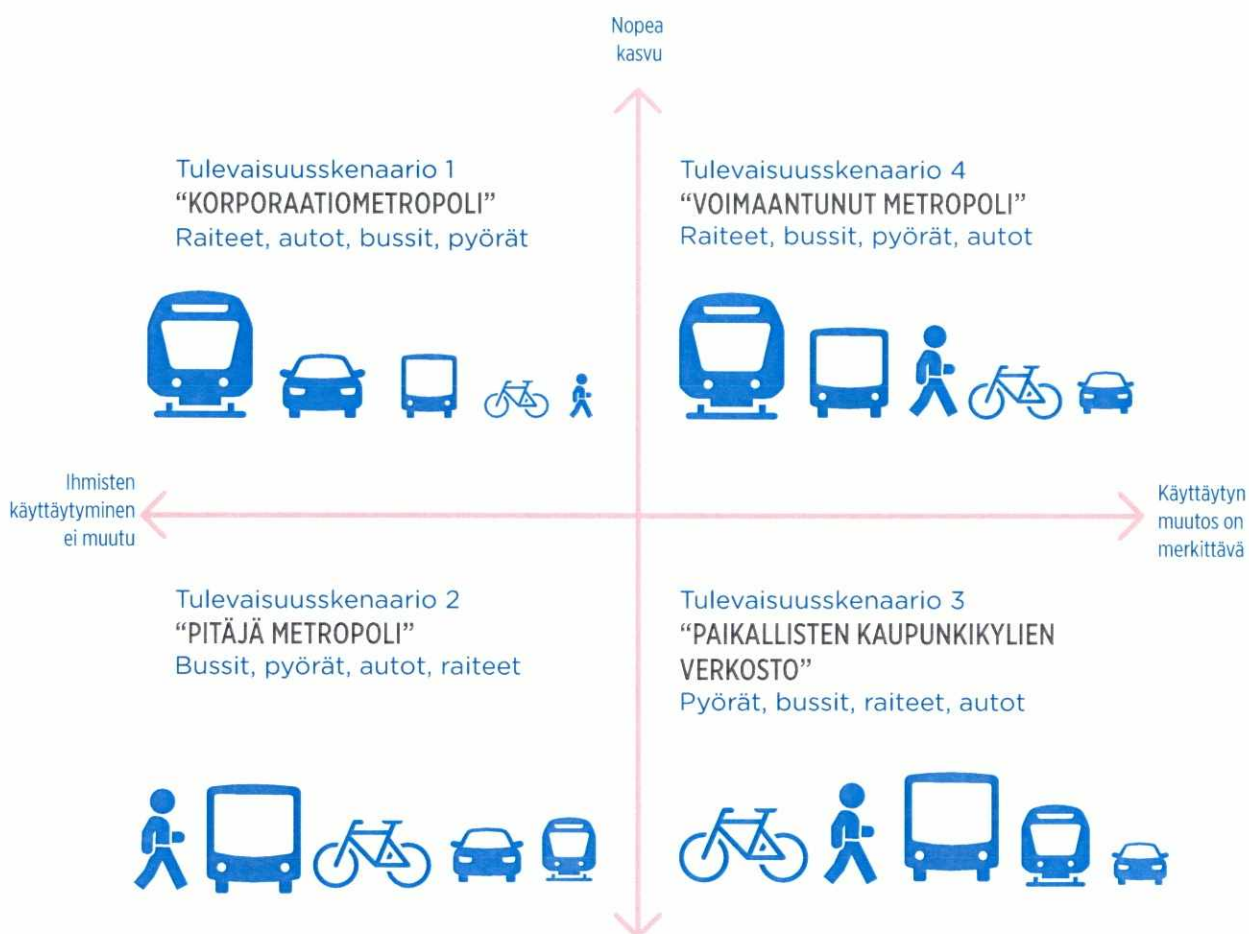 Nopea
kasvu
Tulevaisuusskenaario 1
“KORPORAATIOMETROPOLI”
Raiteet, autot, bussit, pyörät
Tulevaisuusskenaario 4
“VOIMAANTUNUT METROPOLI”
Raiteet, bussit, pyörät, autot
Ihmisten
käyttäytyminen
ei muutu
Käyttäytyn
muutos on
merkittävä
Tulevaisuusskenaario 2
“PITÄJÄ METROPOLI”
Bussit, pyörät, autot, raiteet
Tulevaisuusskenaario 3
“PAIKALLISTEN KAUPUNKIKYLIEN
VERKOSTO”
Pyörät, bussit, raiteet, autot